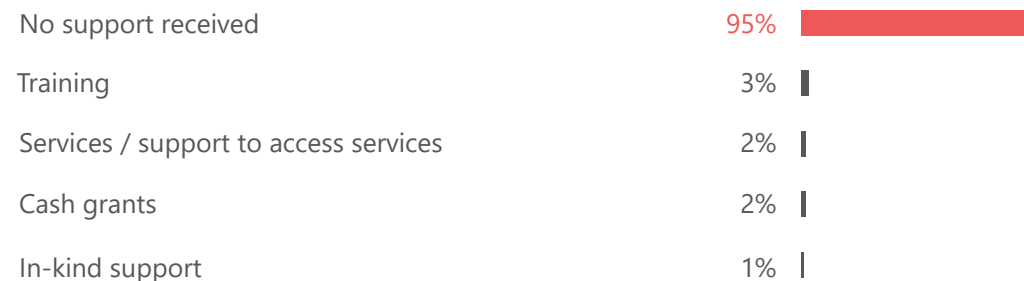 No support received 95%
Training 3%
Services / support to access services 2%
Cash grants 2%
In-kind support 1%